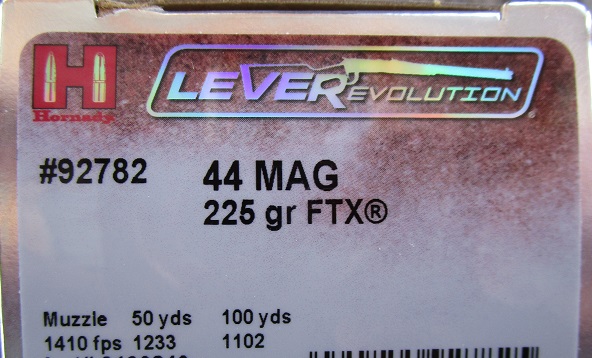 LEVEREVOLUTION®
Hornady
#92782 44 MAG
225 gr FTX®
Muzzle 50 yds 100 yds
1410 fps 1233 1102